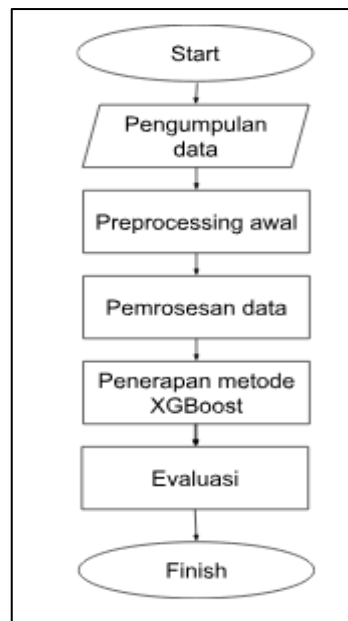 Start
Pengumpulan
data
Preprocessing awal
Pemrosesan data
Penerapan metode
XGBoost
Evaluasi
Finish